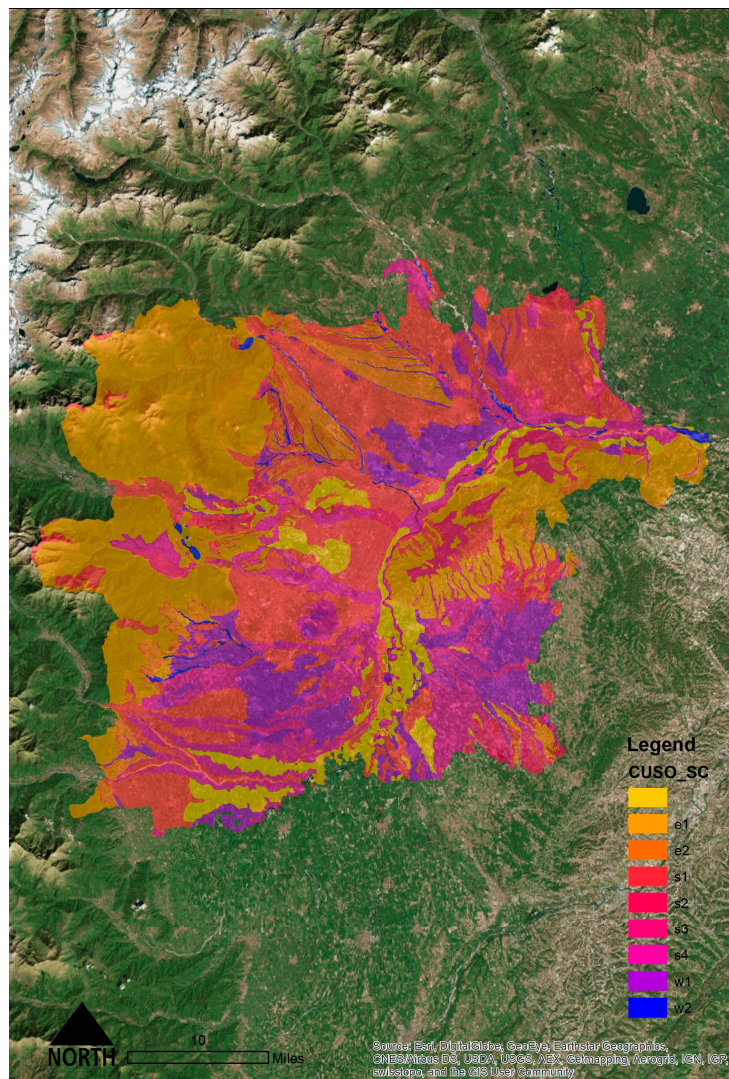 Legend
CUSO_SC
e1
e2
s1
s2
s3
s4
w1
w2
10
Miles
NORTH
Source: Esri, DigitalGlobe, GeoEye, Earthstar Geographics,
CNES/Airbus DS, USDA, USGS, AEX, Getmapping, Aerogrid, IGN, IGP,
swisstopo, and the GIS User Community